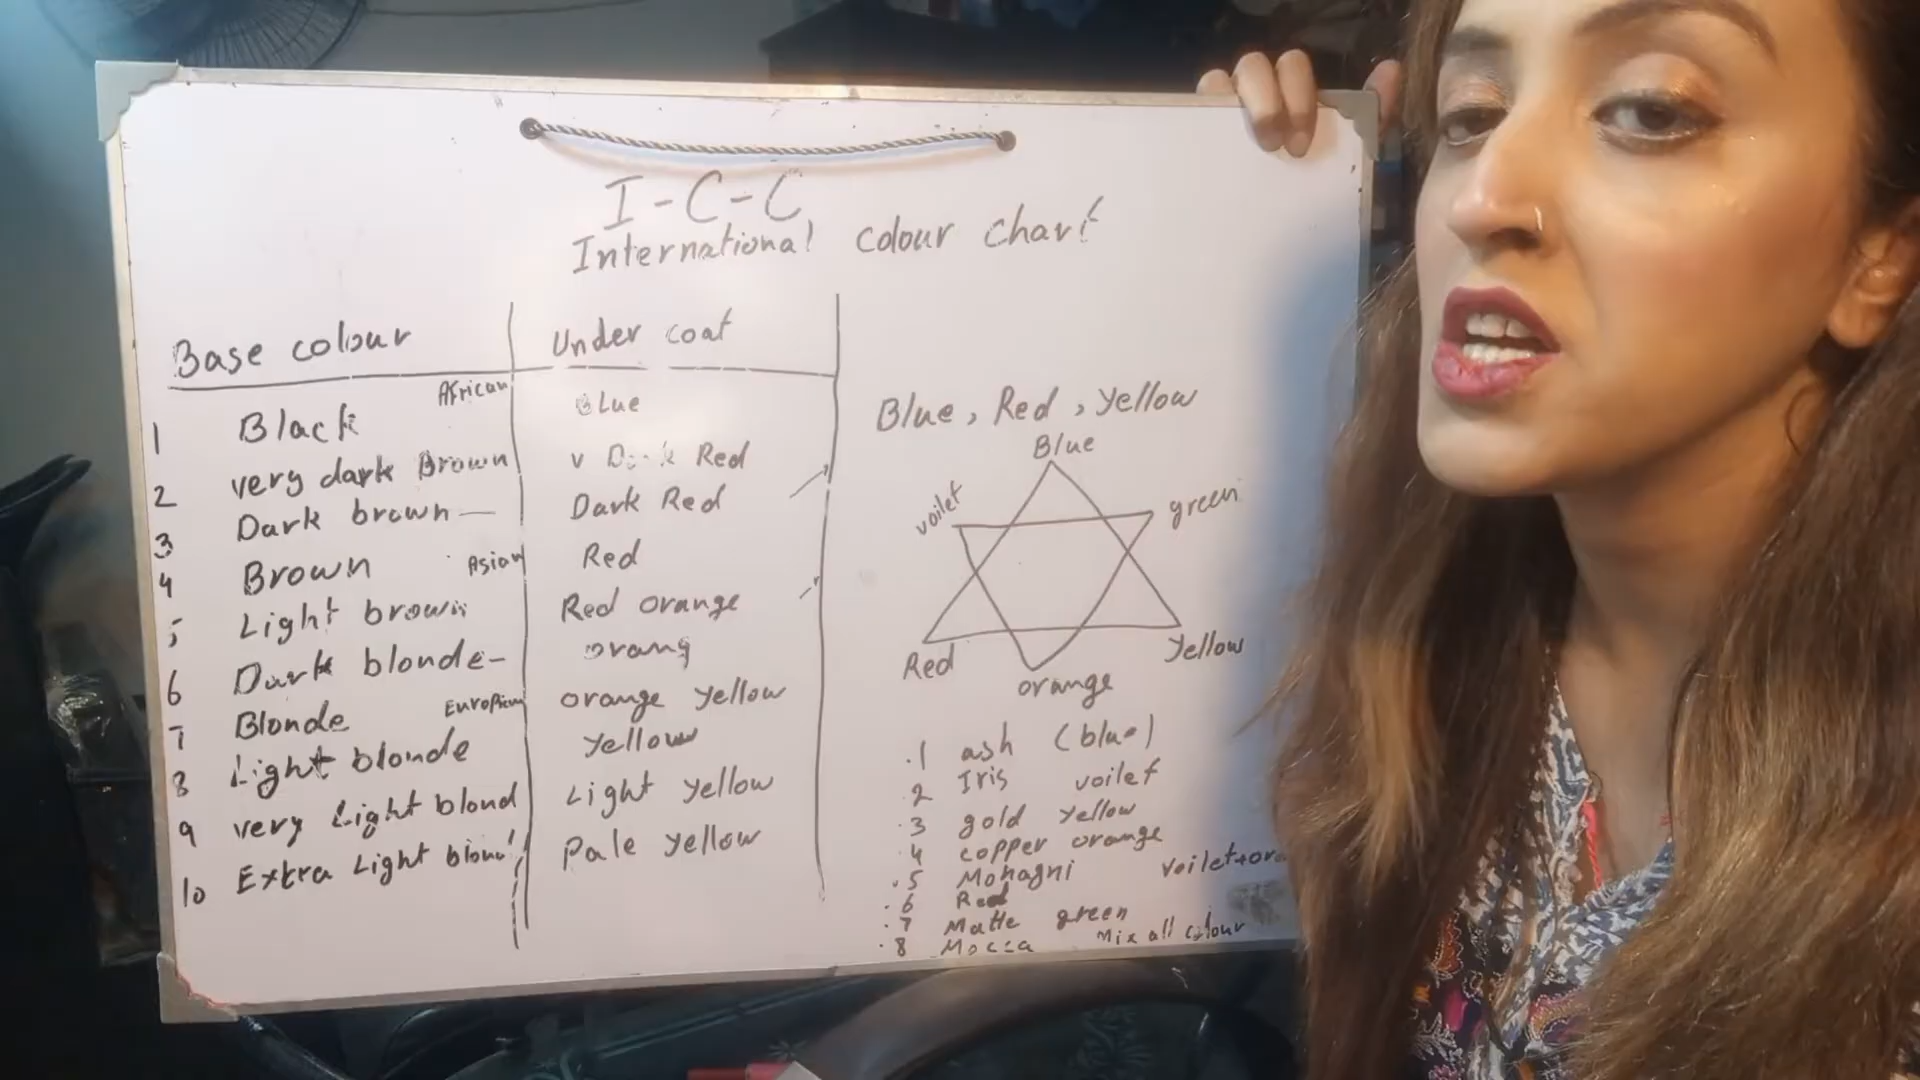 I-C-C
International colour chart
Base colour Under coat
African
1 Black BLue
2 very dark Brown v Dark Red
3 Dark brown — Dark Red
4 Brown Asian Red
5 Light brown Red orange
6 Dark blonde- orang
7 Blonde Europien orange yellow
8 Light blonde yellow
9 very Light blond Light yellow
10 Extra Light blond Pale yellow
Blue, Red, yellow
Blue
voilet green
Red yellow
orange
.1 ash (blue)
.2 Iris voilet
.3 gold yellow
.4 copper orange
.5 Mohagni voilet+ora
.6 Red
.7 Matte green
.8 Mocca Mix all colour